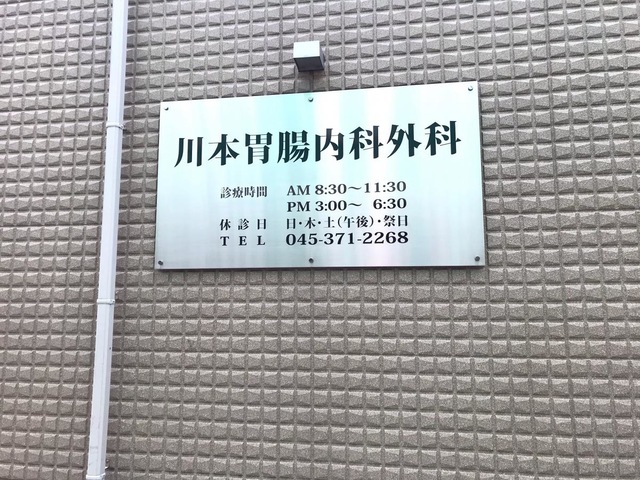 川本胃腸内科外科
診療時間 AM 8:30～11:30
PM 3:00～ 6:30
休診日 日・木・土(午後)・祭日
TEL 045-371-2268